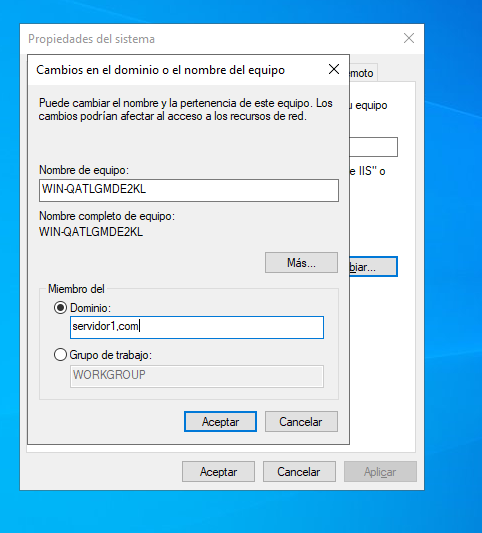 Propiedades del sistema
Cambios en el dominio o el nombre del equipo
emoto
Puede cambiar el nombre y la pertenencia de este equipo. Los
cambios podrían afectar al acceso a los recursos de red.
u equipo
Nombre de equipo:
e IIS" o
WIN-QATLGMDE2KL
Nombre completo de equipo:
WIN-QATLGMDE2KL
Más...
biar...
Miembro del
Dominio:
servidor1,com
Grupo de trabajo:
WORKGROUP
Aceptar
Cancelar
Aceptar
Cancelar
Aplicar